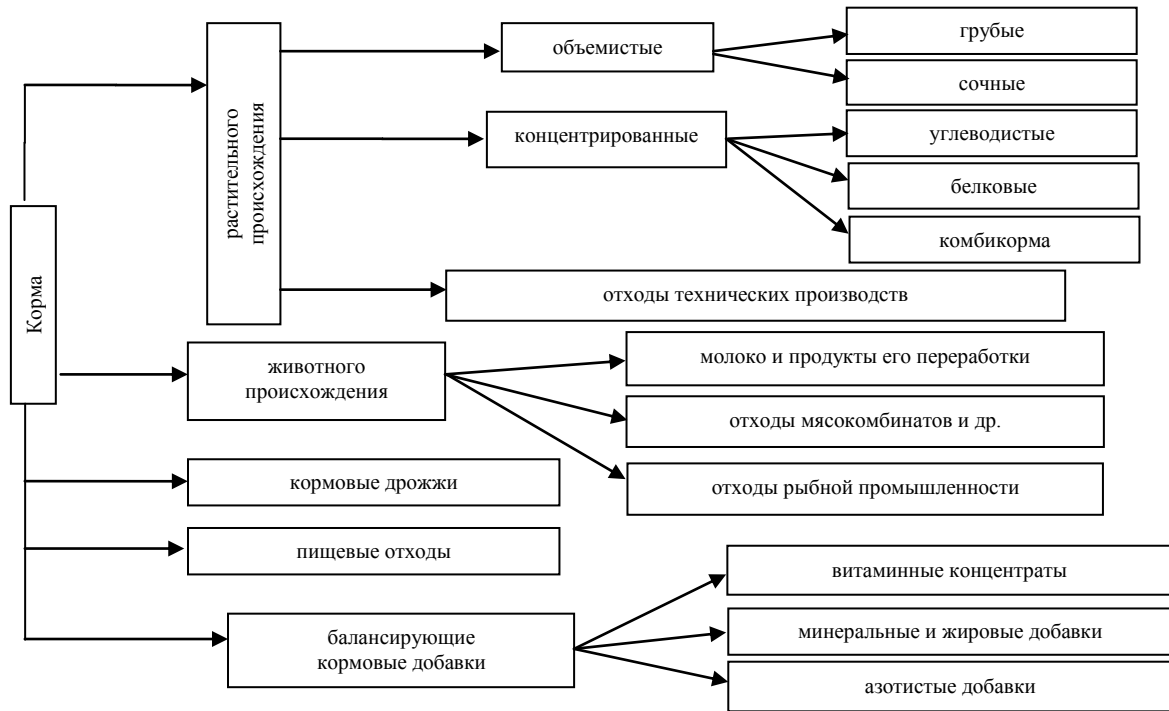 Корма
растительного
происхождения
объемистые
грубые
сочные
концентрированные
углеводистые
белковые
комбикорма
отходы технических производств
животного
происхождения
молоко и продукты его переработки
отходы мясокомбинатов и др.
отходы рыбной промышленности
кормовые дрожжи
пищевые отходы
балансирующие
кормовые добавки
витаминные концентраты
минеральные и жировые добавки
азотистые добавки